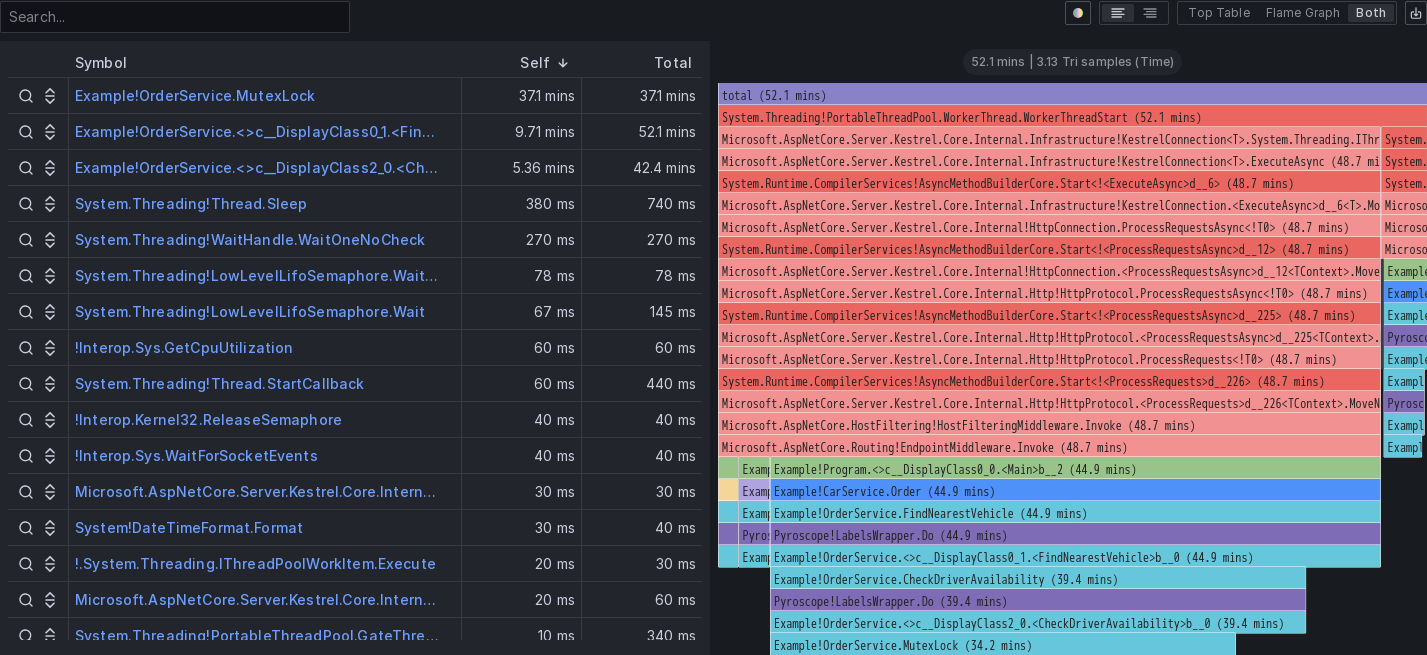 Search...
Top Table Flame Graph Both
Symbol Self Total
Example!OrderService.MutexLock 37.1 mins 37.1 mins
Example!OrderService.<>c__DisplayClass0_1.<Fin... 9.71 mins 52.1 mins
Example!OrderService.<>c__DisplayClass2_0.<Ch... 5.36 mins 42.4 mins
System.Threading!Thread.Sleep 380 ms 740 ms
System.Threading!WaitHandle.WaitOneNoCheck 270 ms 270 ms
System.Threading!LowLevelLifoSemaphore.Wait... 78 ms 78 ms
System.Threading!LowLevelLifoSemaphore.Wait 67 ms 145 ms
!Interop.Sys.GetCpuUtilization 60 ms 60 ms
System.Threading!Thread.StartCallback 60 ms 440 ms
!Interop.Kernel32.ReleaseSemaphore 40 ms 40 ms
!Interop.Sys.WaitForSocketEvents 40 ms 40 ms
Microsoft.AspNetCore.Server.Kestrel.Core.Intern... 30 ms 30 ms
System!DateTimeFormat.Format 30 ms 40 ms
!.System.Threading.IThreadPoolWorkItem.Execute 20 ms 30 ms
Microsoft.AspNetCore.Server.Kestrel.Core.Intern... 20 ms 60 ms
System.Threading!PortableThreadPool.GateThre... 10 ms 340 ms
52.1 mins | 3.13 Tri samples (Time)
total (52.1 mins)
System.Threading!PortableThreadPool.WorkerThread.WorkerThreadStart (52.1 mins)
Microsoft.AspNetCore.Server.Kestrel.Core.Internal.Infrastructure!KestrelConnection<T>.System.Threading.IThr System.
Microsoft.AspNetCore.Server.Kestrel.Core.Internal.Infrastructure!KestrelConnection<T>.ExecuteAsync (48.7 mi System.
System.Runtime.CompilerServices!AsyncMethodBuilderCore.Start<!<ExecuteAsync>d__6> (48.7 mins) System.
Microsoft.AspNetCore.Server.Kestrel.Core.Internal.Infrastructure!KestrelConnection.<ExecuteAsync>d__6<T>.Mo Microso
Microsoft.AspNetCore.Server.Kestrel.Core.Internal!HttpConnection.ProcessRequestsAsync<!T0> (48.7 mins) Microso
System.Runtime.CompilerServices!AsyncMethodBuilderCore.Start<!<ProcessRequestsAsync>d__12> (48.7 mins) Microso
Microsoft.AspNetCore.Server.Kestrel.Core.Internal!HttpConnection.<ProcessRequestsAsync>d__12<TContext>.Move Example
Microsoft.AspNetCore.Server.Kestrel.Core.Internal.Http!HttpProtocol.ProcessRequestsAsync<!T0> (48.7 mins) Example
System.Runtime.CompilerServices!AsyncMethodBuilderCore.Start<!<ProcessRequestsAsync>d__225> (48.7 mins) Example
Microsoft.AspNetCore.Server.Kestrel.Core.Internal.Http!HttpProtocol.<ProcessRequestsAsync>d__225<TContext>. Pyrosco
Microsoft.AspNetCore.Server.Kestrel.Core.Internal.Http!HttpProtocol.ProcessRequests<!T0> (48.7 mins) Example
System.Runtime.CompilerServices!AsyncMethodBuilderCore.Start<!<ProcessRequests>d__226> (48.7 mins) Exampl
Microsoft.AspNetCore.Server.Kestrel.Core.Internal.Http!HttpProtocol.<ProcessRequests>d__226<TContext>.MoveN Pyrosc
Microsoft.AspNetCore.HostFiltering!HostFilteringMiddleware.Invoke (48.7 mins) Exampl
Microsoft.AspNetCore.Routing!EndpointMiddleware.Invoke (48.7 mins) Exampl
Examp Example!Program.<>c__DisplayClass0_0.<Main>b__2 (44.9 mins)
Examp Example!CarService.Order (44.9 mins)
Examp Example!OrderService.FindNearestVehicle (44.9 mins)
Pyros Pyroscope!LabelsWrapper.Do (44.9 mins)
Examp Example!OrderService.<>c__DisplayClass0_1.<FindNearestVehicle>b__0 (44.9 mins)
Example!OrderService.CheckDriverAvailability (39.4 mins)
Pyroscope!LabelsWrapper.Do (39.4 mins)
Example!OrderService.<>c__DisplayClass2_0.<CheckDriverAvailability>b__0 (39.4 mins)
Example!OrderService.MutexLock (34.2 mins)